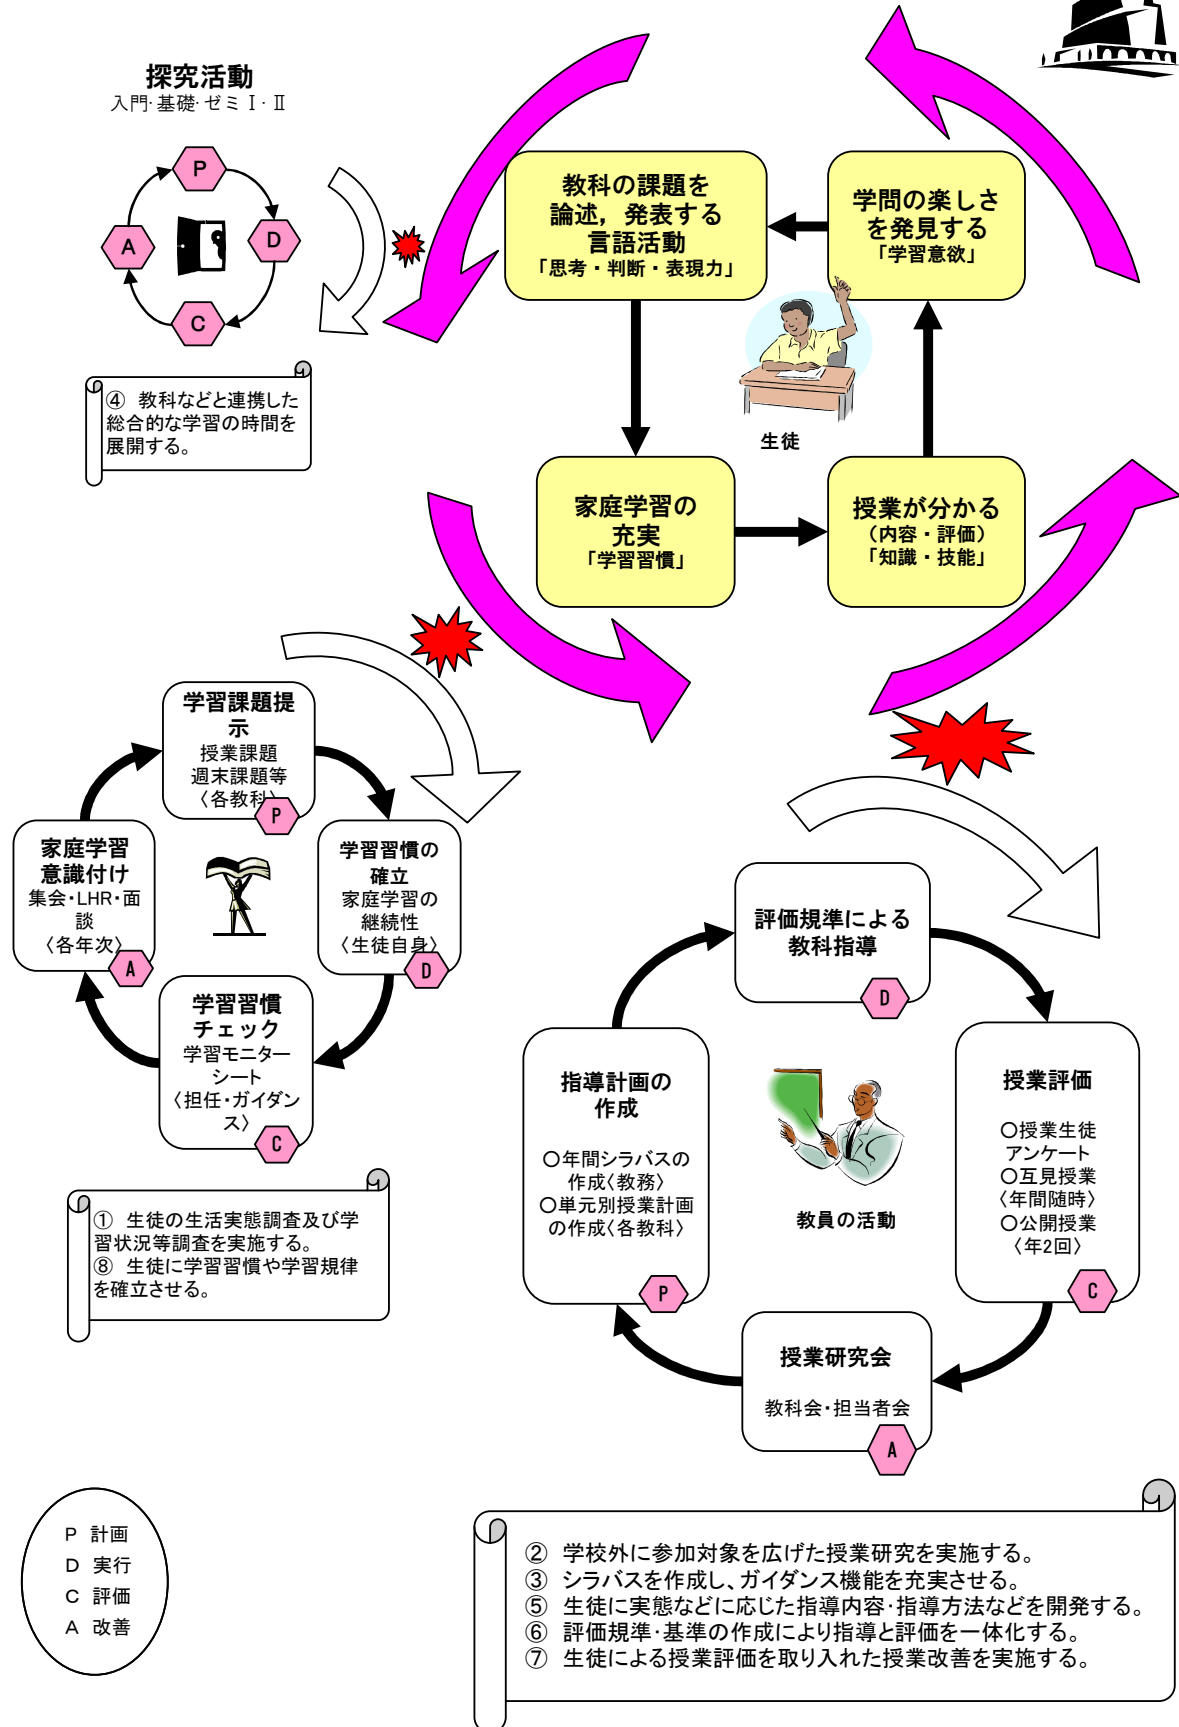 探究活動
入門・基礎・ゼミⅠ・Ⅱ
P
D
C
A
④　教科などと連携した
総合的な学習の時間を
展開する。
教科の課題を
論述，発表する
言語活動
「思考・判断・表現力」
学問の楽しさ
を発見する
「学習意欲」
生徒
家庭学習の
充実
「学習習慣」
授業が分かる
（内容・評価）
「知識・技能」
学習課題提
示
授業課題
週末課題等
〈各教科〉
P
学習習慣の
確立
家庭学習の
継続性
〈生徒自身〉
D
学習習慣
チェック
学習モニター
シート
〈担任・ガイダン
ス〉
C
家庭学習
意識付け
集会・LHR・面
談
〈各年次〉
A
①　生徒の生活実態調査及び学
習状況等調査を実施する。
⑧　生徒に学習習慣や学習規律
を確立させる。
評価規準による
教科指導
D
指導計画の
作成
〇年間シラバスの
作成〈教務〉
〇単元別授業計画
の作成〈各教科〉
P
教員の活動
授業評価
〇授業生徒
アンケート
〇互見授業
〈年間随時〉
〇公開授業
〈年2回〉
C
授業研究会
教科会・担当者会
A
P　計画
D　実行
C　評価
A　改善
②　学校外に参加対象を広げた授業研究を実施する。
③　シラバスを作成し、ガイダンス機能を充実させる。
⑤　生徒に実態などに応じた指導内容・指導方法などを開発する。
⑥　評価規準・基準の作成により指導と評価を一体化する。
⑦　生徒による授業評価を取り入れた授業改善を実施する。